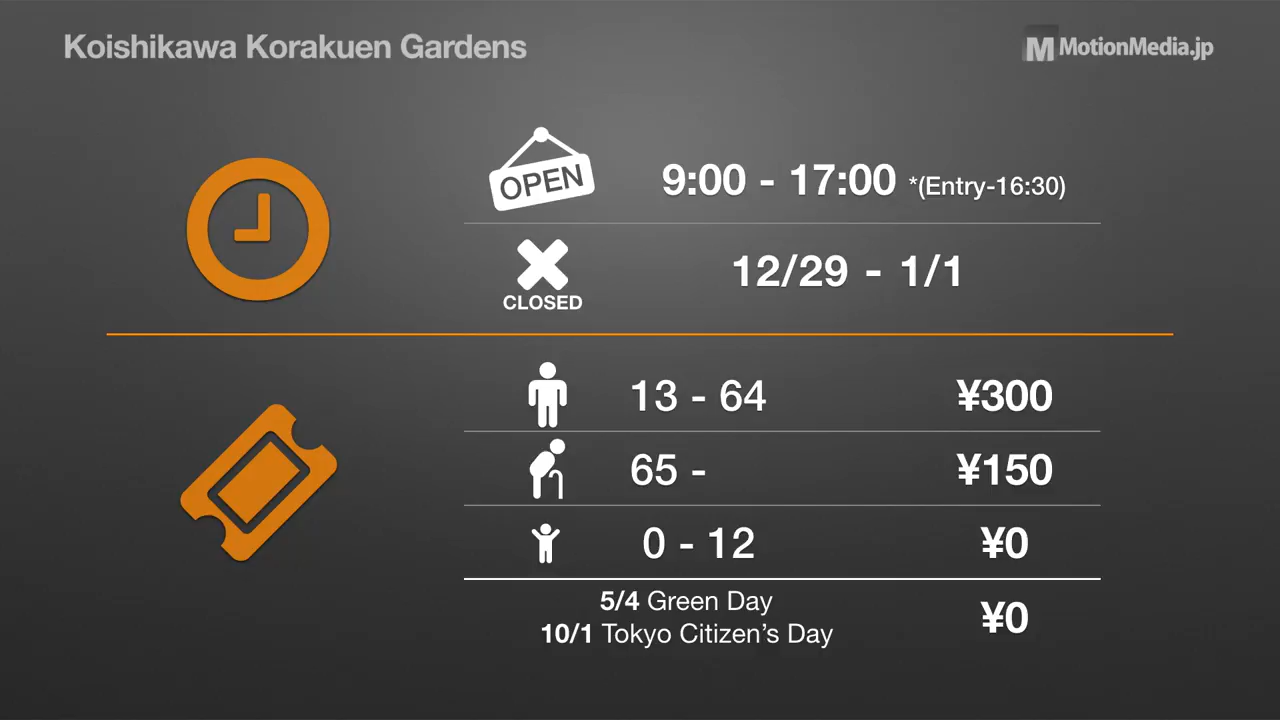 Koishikawa Korakuen Gardens
M MotionMedia.jp
OPEN 9:00 - 17:00 *(Entry-16:30)
CLOSED 12/29 - 1/1
13 - 64 ¥300
65 - ¥150
0 - 12 ¥0
5/4 Green Day
10/1 Tokyo Citizen’s Day ¥0